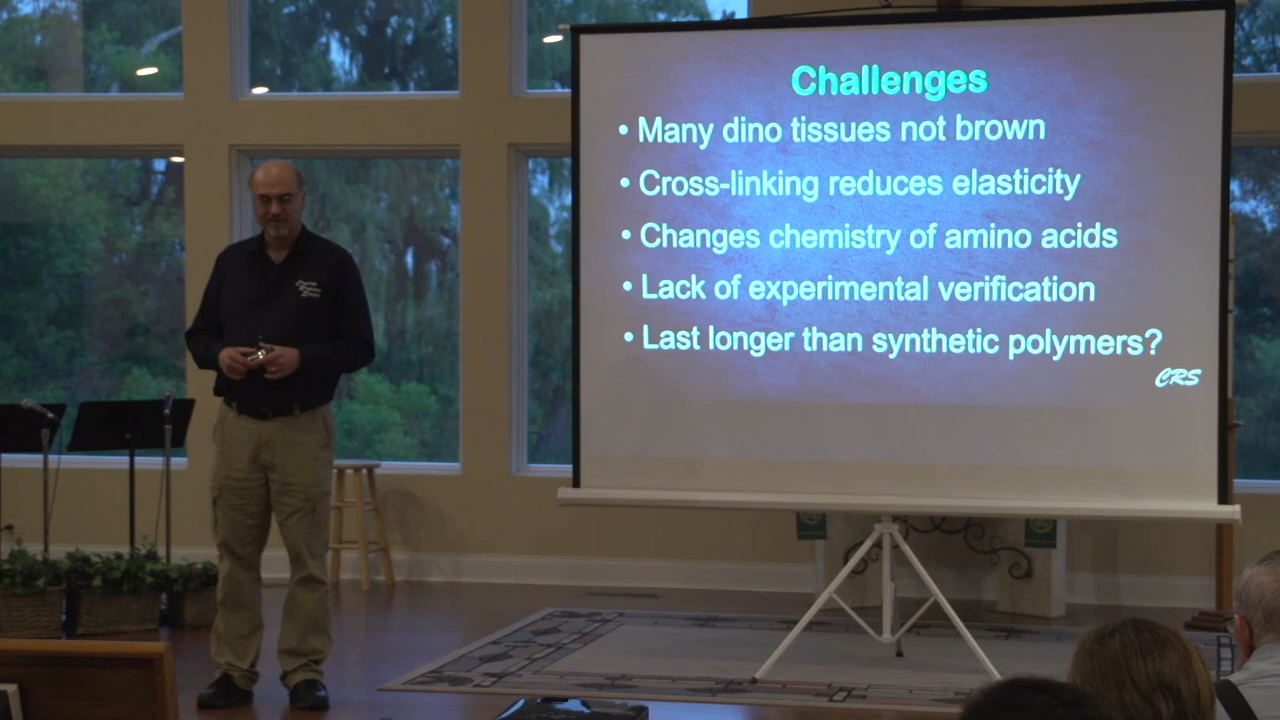 Challenges
• Many dino tissues not brown
• Cross-linking reduces elasticity
• Changes chemistry of amino acids
• Lack of experimental verification
• Last longer than synthetic polymers?
CRS